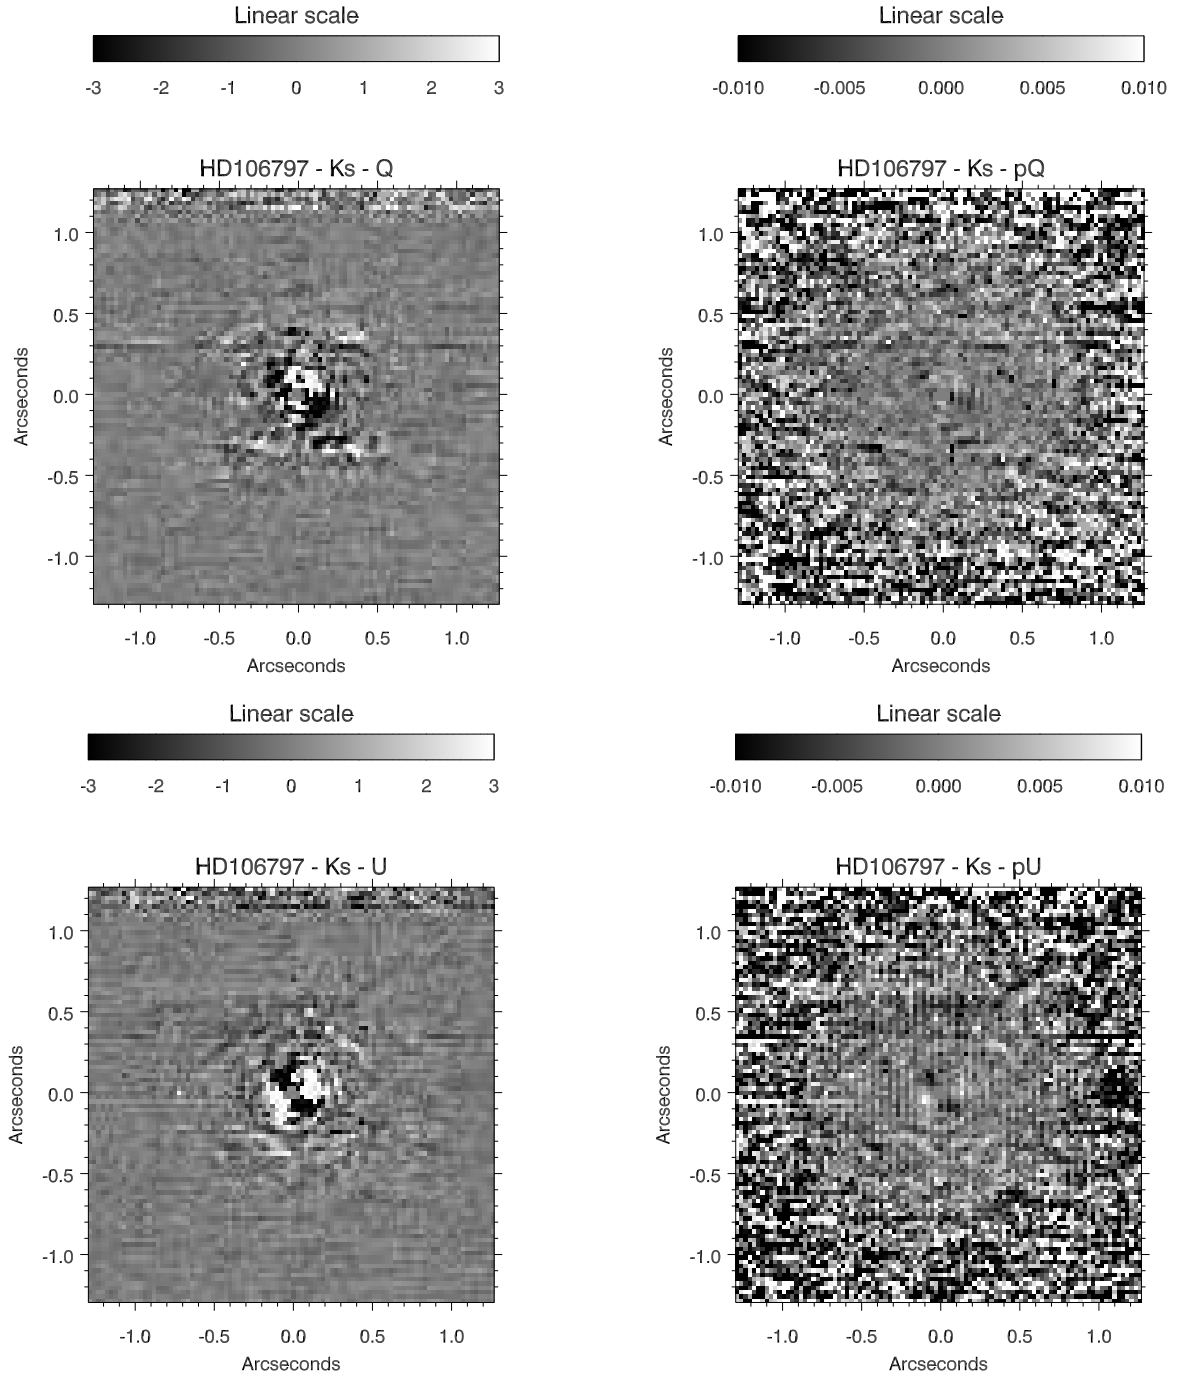 Linear scale
-3 -2 -1 0 1 2 3
HD106797 - Ks - Q
1.0
0.5
0.0
-0.5
-1.0
Arcseconds
-1.0 -0.5 0.0 0.5 1.0
Arcseconds
Linear scale
-0.010 -0.005 0.000 0.005 0.010
HD106797 - Ks - pQ
1.0
0.5
0.0
-0.5
-1.0
Arcseconds
-1.0 -0.5 0.0 0.5 1.0
Arcseconds
Linear scale
-3 -2 -1 0 1 2 3
HD106797 - Ks - U
1.0
0.5
0.0
-0.5
-1.0
Arcseconds
-1.0 -0.5 0.0 0.5 1.0
Arcseconds
Linear scale
-0.010 -0.005 0.000 0.005 0.010
HD106797 - Ks - pU
1.0
0.5
0.0
-0.5
-1.0
Arcseconds
-1.0 -0.5 0.0 0.5 1.0
Arcseconds